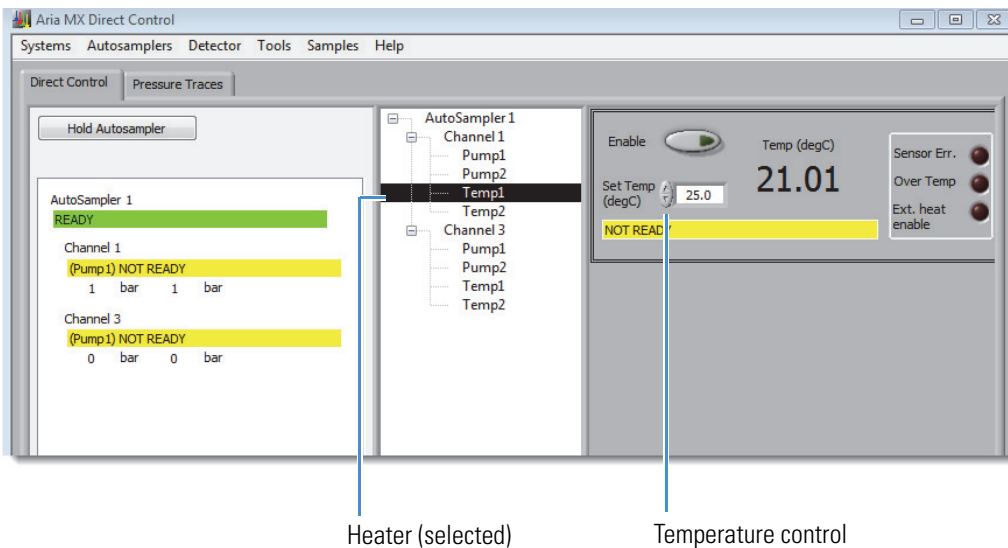 Aria MX Direct Control
Systems Autosamplers Detector Tools Samples Help
Direct Control Pressure Traces
Hold Autosampler
AutoSampler 1
READY
Channel 1
(Pump1) NOT READY
1 bar 1 bar
Channel 3
(Pump1) NOT READY
0 bar 0 bar
AutoSampler 1
Channel 1
Pump1
Pump2
Temp1
Temp2
Channel 3
Pump1
Pump2
Temp1
Temp2
Enable
Temp (degC)
21.01
Set Temp
(degC)
25.0
NOT READY
Sensor Err.
Over Temp
Ext. heat
enable
Heater (selected)
Temperature control